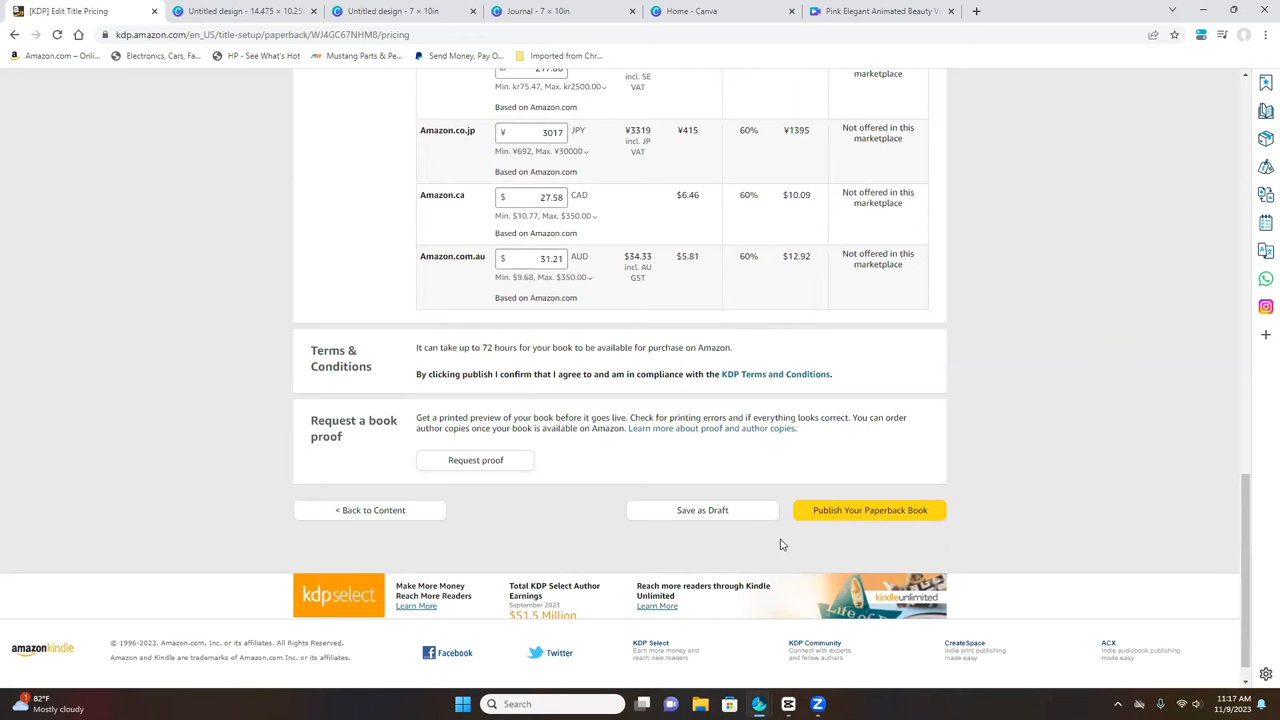 [KDP] Edit Title Pricing
Untitled design - 14.475 × 10.25
Untitled design - 7 × 10in
Journal - 7 × 10in
Home - Canva
Pink Elegant Animated Beauty V
kdp.amazon.com/en_US/title-setup/paperback/WJ4GC67NHM8/pricing
Amazon.com – Onli...
Electronics, Cars, Fa...
HP - See What's Hot
Mustang Parts & Pe...
Send Money, Pay O...
Imported from Chr...
incl. SE
VAT
marketplace
Min. kr75.47, Max. kr2500.00
Based on Amazon.com
Amazon.co.jp
¥ 3017 JPY
Min. ¥692, Max. ¥30000
Based on Amazon.com
¥3319
incl. JP
VAT
¥415
60%
¥1395
Not offered in this
marketplace
Amazon.ca
$ 27.58 CAD
Min. $10.77, Max. $350.00
Based on Amazon.com
$6.46
60%
$10.09
Not offered in this
marketplace
Amazon.com.au
$ 31.21 AUD
Min. $9.68, Max. $350.00
Based on Amazon.com
$34.33
incl. AU
GST
$5.81
60%
$12.92
Not offered in this
marketplace
Terms &
Conditions
It can take up to 72 hours for your book to be available for purchase on Amazon.
By clicking publish I confirm that I agree to and am in compliance with the KDP Terms and Conditions.
Request a book
proof
Get a printed preview of your book before it goes live. Check for printing errors and if everything looks correct. You can order
author copies once your book is available on Amazon. Learn more about proof and author copies.
Request proof
< Back to Content
Save as Draft
Publish Your Paperback Book
kdpselect
Make More Money
Reach More Readers
Learn More
Total KDP Select Author
Earnings
September 2023
$51.5 Million
Reach more readers through Kindle
Unlimited
Learn More
kindleunlimited
amazonkindle
© 1996-2023. Amazon.com, Inc. or its affiliates. All Rights Reserved.
Amazon and Kindle are trademarks of Amazon.com Inc. or its affiliates.
Facebook
Twitter
KDP Select
Earn more money and
reach new readers
KDP Community
Connect with experts
and fellow authors
CreateSpace
Indie print publishing
made easy
ACX
Indie audiobook publishing
made easy
82°F
Mostly cloudy
Search
11:17 AM
11/9/2023